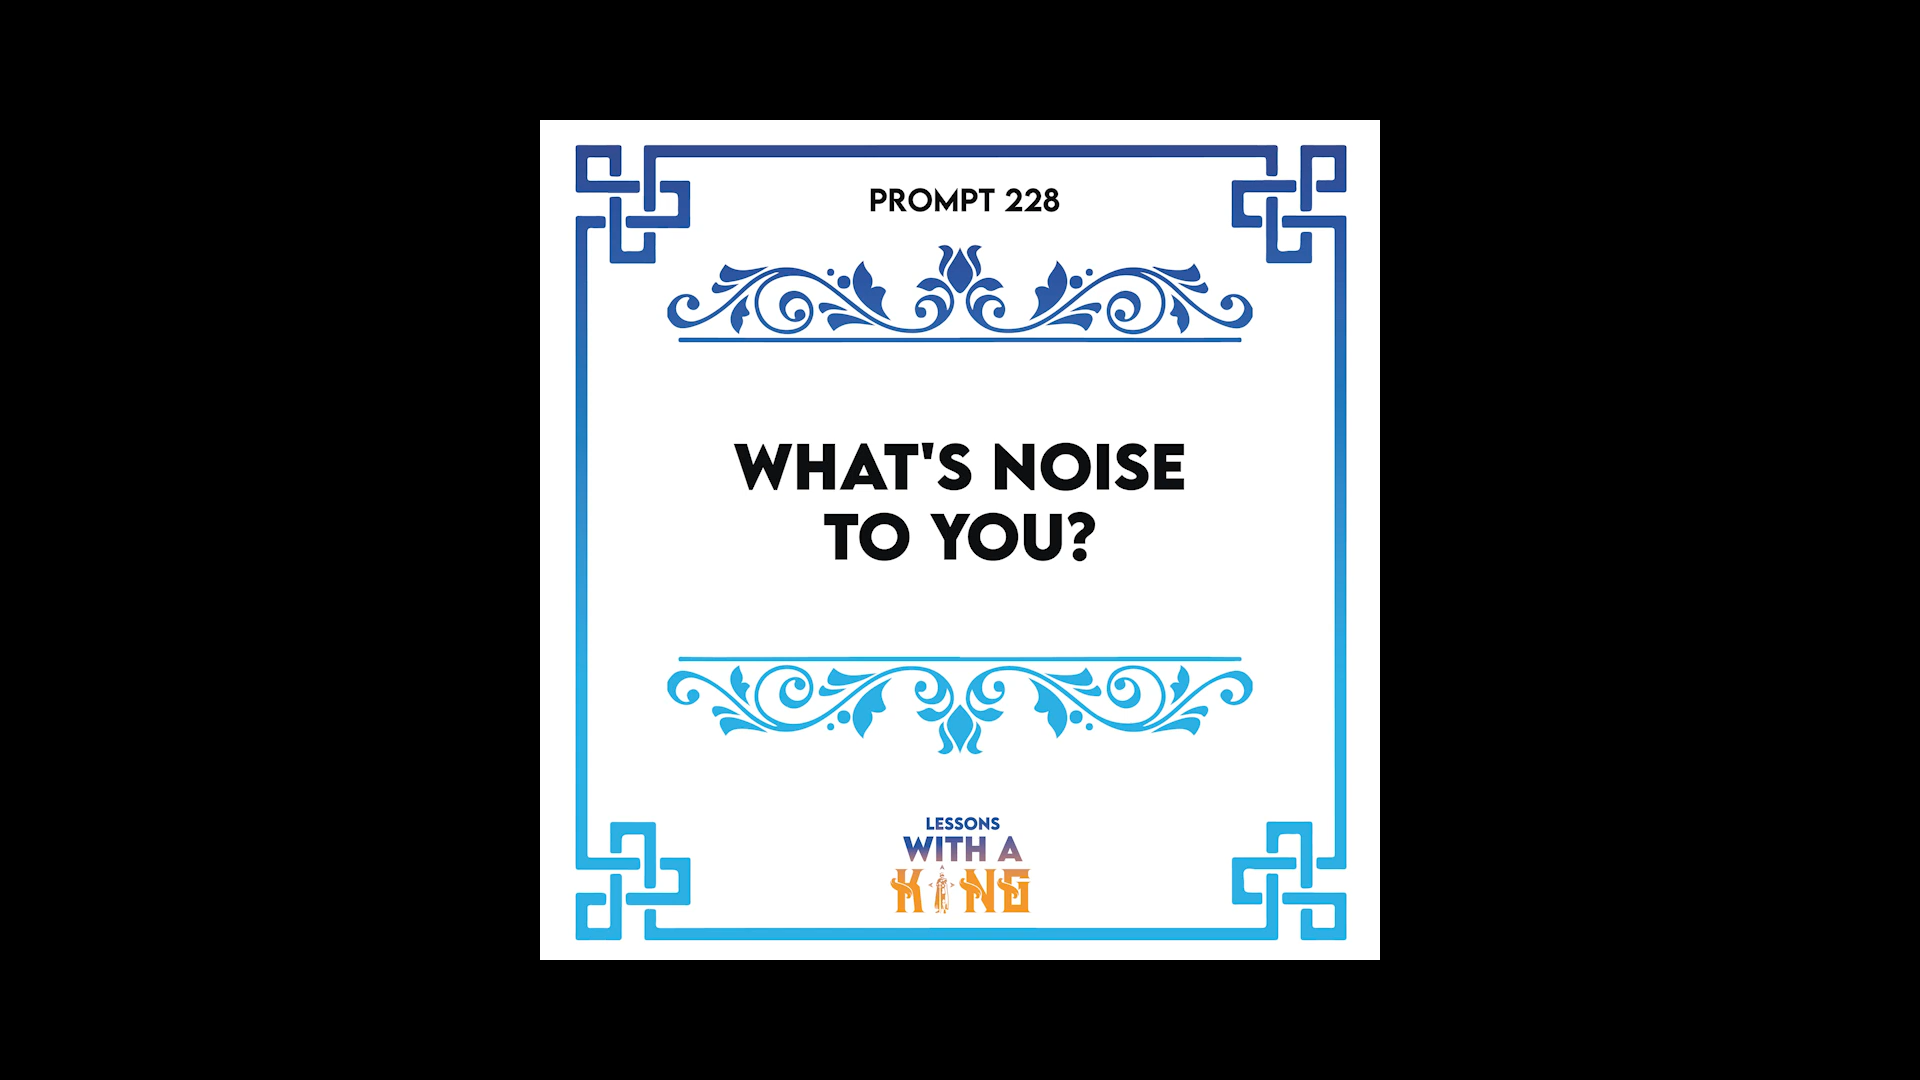 PROMPT 228
WHAT'S NOISE
TO YOU?
LESSONS
WITH A
KING